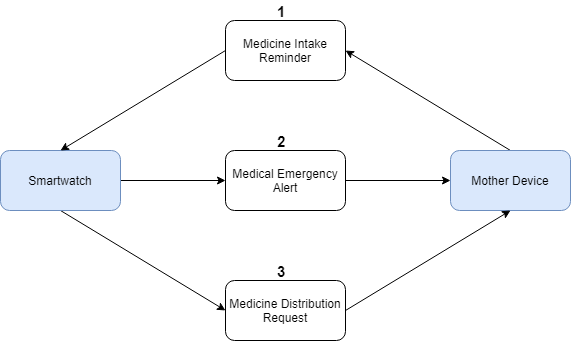 1
Medicine Intake
Reminder
2
Smartwatch
Medical Emergency
Alert
Mother Device
3
Medicine Distribution
Request